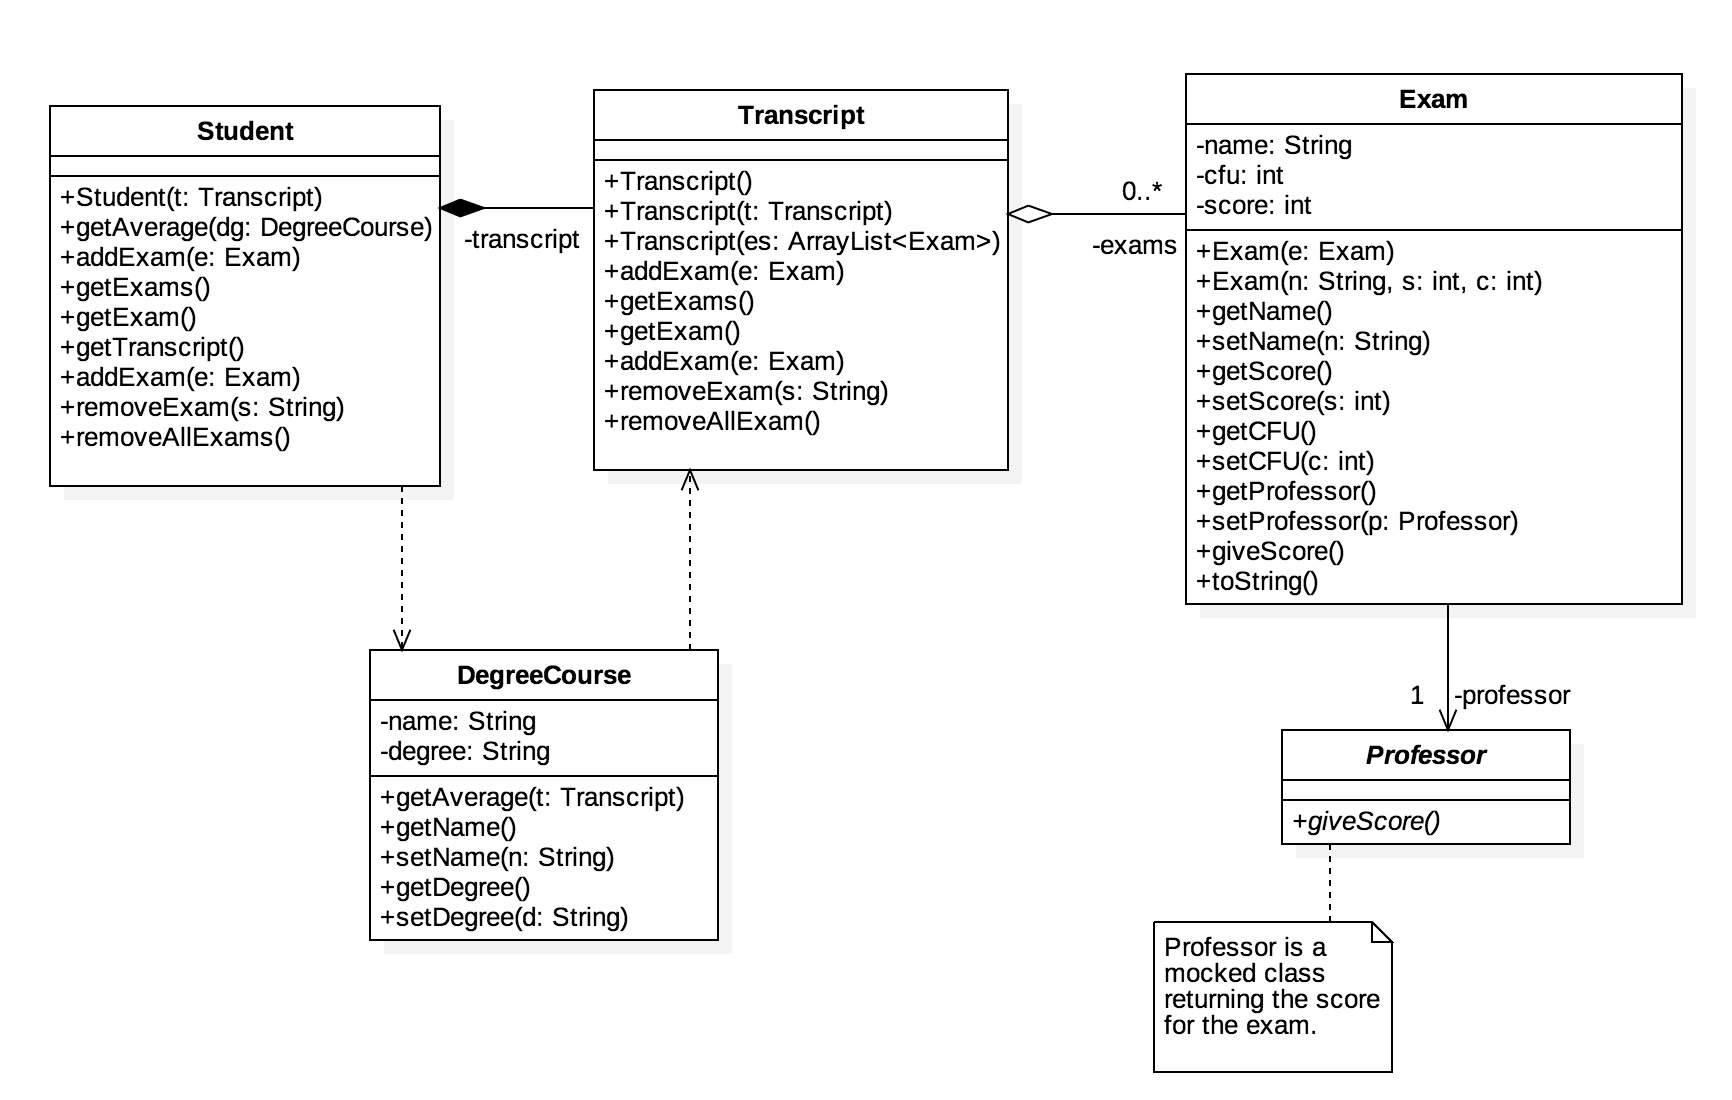 Student
+Student(t: Transcript)
+getAverage(dg: DegreeCourse)
+addExam(e: Exam)
+getExams()
+getExam()
+getTranscript()
+addExam(e: Exam)
+removeExam(s: String)
+removeAllExams()
-transcript
Transcript
+Transcript()
+Transcript(t: Transcript)
+Transcript(es: ArrayList<Exam>)
+addExam(e: Exam)
+getExams()
+getExam()
+addExam(e: Exam)
+removeExam(s: String)
+removeAllExam()
0..*
-exams
Exam
-name: String
-cfu: int
-score: int
+Exam(e: Exam)
+Exam(n: String, s: int, c: int)
+getName()
+setName(n: String)
+getScore()
+setScore(s: int)
+getCFU()
+setCFU(c: int)
+getProfessor()
+setProfessor(p: Professor)
+giveScore()
+toString()
DegreeCourse
-name: String
-degree: String
+getAverage(t: Transcript)
+getName()
+setName(n: String)
+getDegree()
+setDegree(d: String)
1 -professor
Professor
+giveScore()
Professor is a
mocked class
returning the score
for the exam.